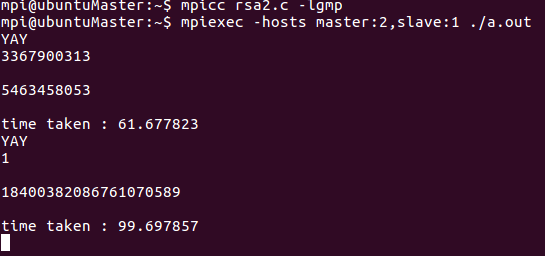 mpi@ubuntuMaster:~$ mpicc rsa2.c -lgmp
mpi@ubuntuMaster:~$ mpiexec -hosts master:2,slave:1 ./a.out
YAY
3367900313
5463458053
time taken : 61.677823
YAY
1
18400382086761070589
time taken : 99.697857